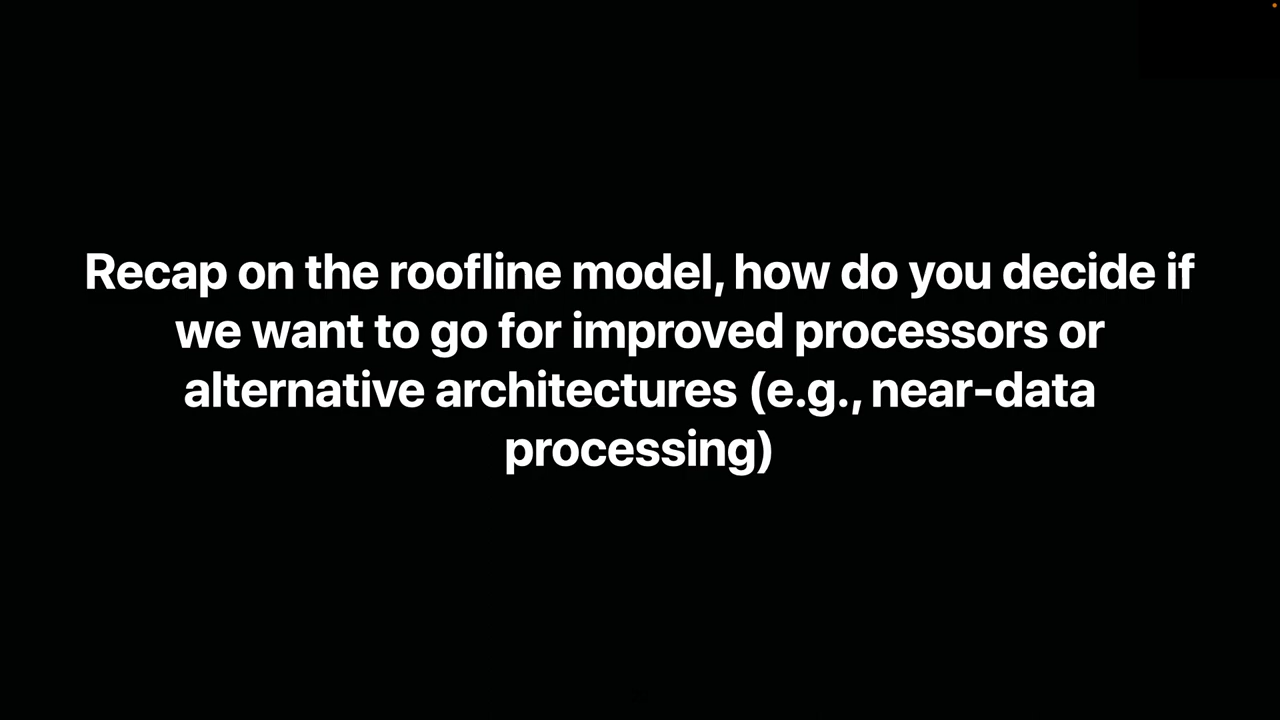 Recap on the roofline model, how do you decide if
we want to go for improved processors or
alternative architectures (e.g., near-data
processing)